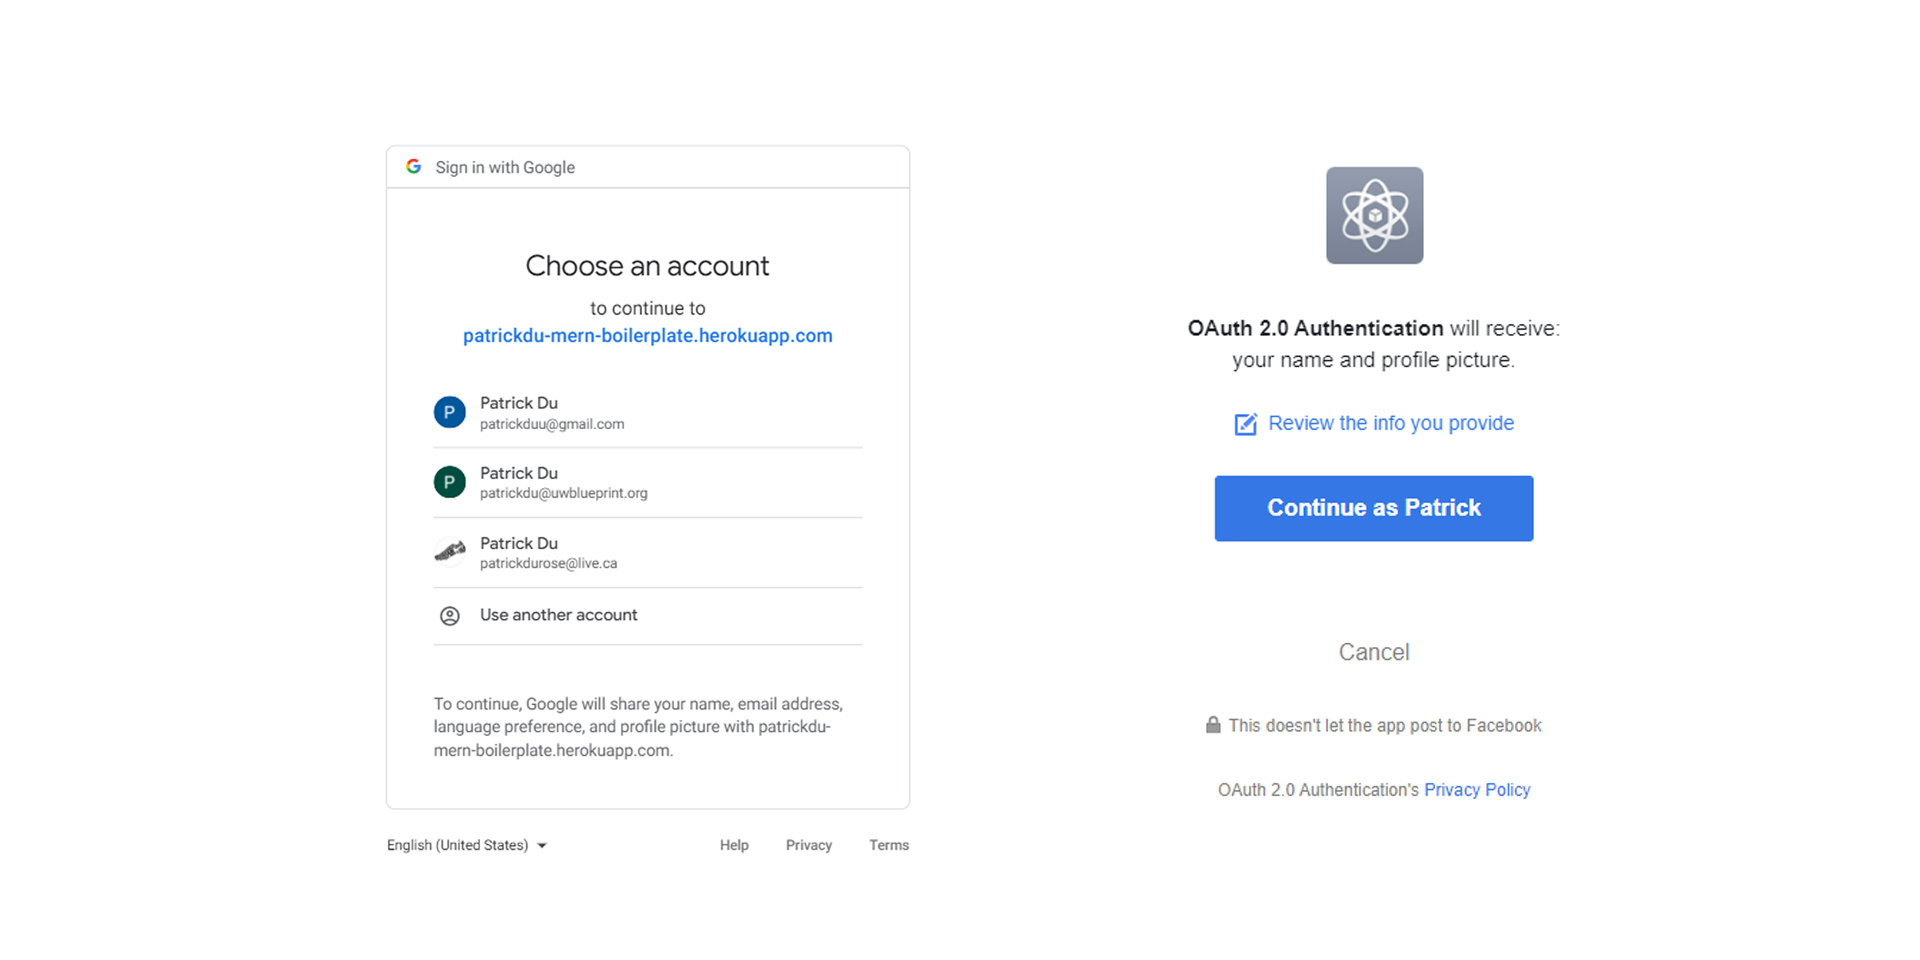 Sign in with Google
Choose an account
to continue to
patrickdu-mern-boilerplate.herokuapp.com
P
Patrick Du
patrickduu@gmail.com
P
Patrick Du
patrickdu@uwblueprint.org
Patrick Du
patrickdurose@live.ca
Use another account
To continue, Google will share your name, email address,
language preference, and profile picture with patrickdu-
mern-boilerplate.herokuapp.com.
English (United States)
Help
Privacy
Terms
OAuth 2.0 Authentication will receive:
your name and profile picture.
Review the info you provide
Continue as Patrick
Cancel
This doesn't let the app post to Facebook
OAuth 2.0 Authentication's Privacy Policy